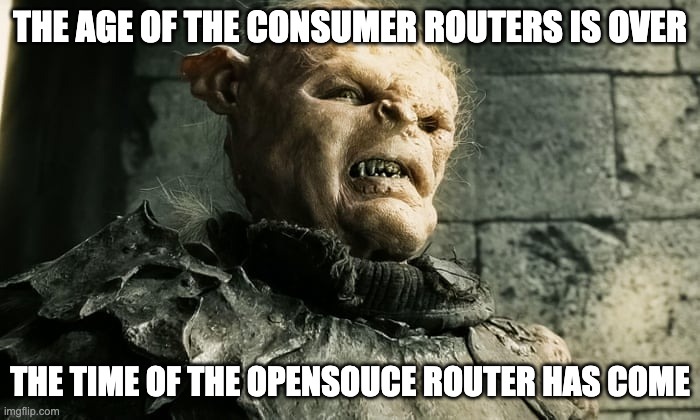 THE AGE OF THE CONSUMER ROUTERS IS OVER
THE TIME OF THE OPENSOUCE ROUTER HAS COME
imgflip.com